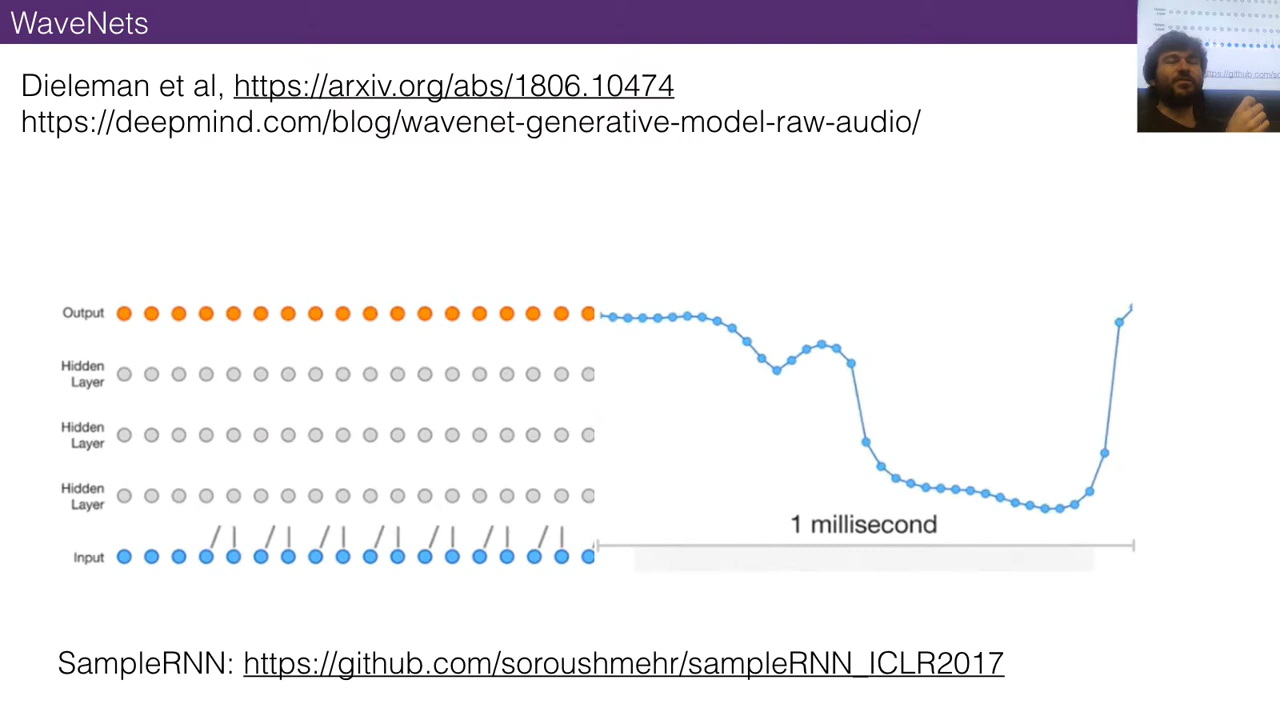 WaveNets
Dieleman et al, https://arxiv.org/abs/1806.10474
https://deepmind.com/blog/wavenet-generative-model-raw-audio/
Output
Hidden
Layer
Hidden
Layer
Hidden
Layer
Input
1 millisecond
SampleRNN: https://github.com/soroushmehr/sampleRNN_ICLR2017